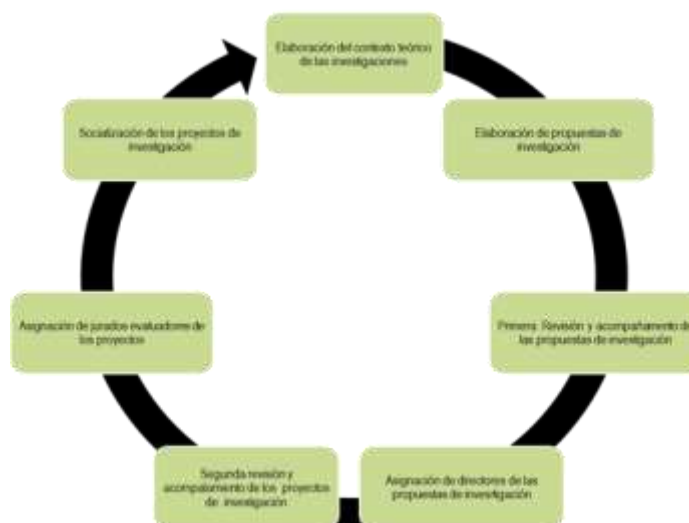 Elaboración del contexto teórico
de las investigaciones
Elaboración de propuestas de
investigación
Primera Revisión y acompañamento de
las propuestas de investigación
Asignación de directores de las
propuestas de investigación
Segunda revisión y
acompalamento de los proyectos
de investigación
Asignación de jurados evaluadores de
los proyectos
Socialización de los proyectos de
investigación